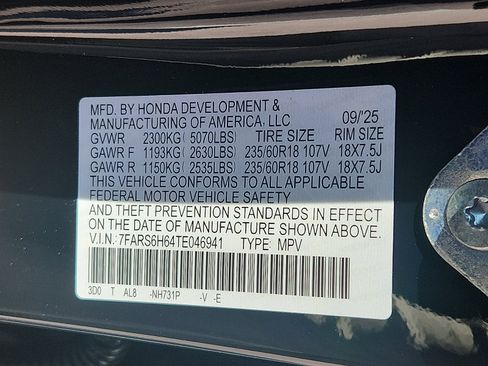 MFD. BY HONDA DEVELOPMENT &
MANUFACTURING OF AMERICA, LLC 09/'25
GVWR 2300KG( 5070LBS) TIRE SIZE RIM SIZE
GAWR F 1193KG( 2630LBS) 235/60R18 107V 18X7.5J
GAWR R 1150KG( 2535LBS) 235/60R18 107V 18X7.5J
THIS VEHICLE CONFORMS TO ALL APPLICABLE
FEDERAL MOTOR VEHICLE SAFETY
AND THEFT PREVENTION STANDARDS IN EFFECT
ON THE DATE OF MANUFACTURE SHOWN ABOVE.
V.I.N.: 7FARS6H64TE046941 TYPE: MPV
3D0 T AL8 -NH731P -V -E